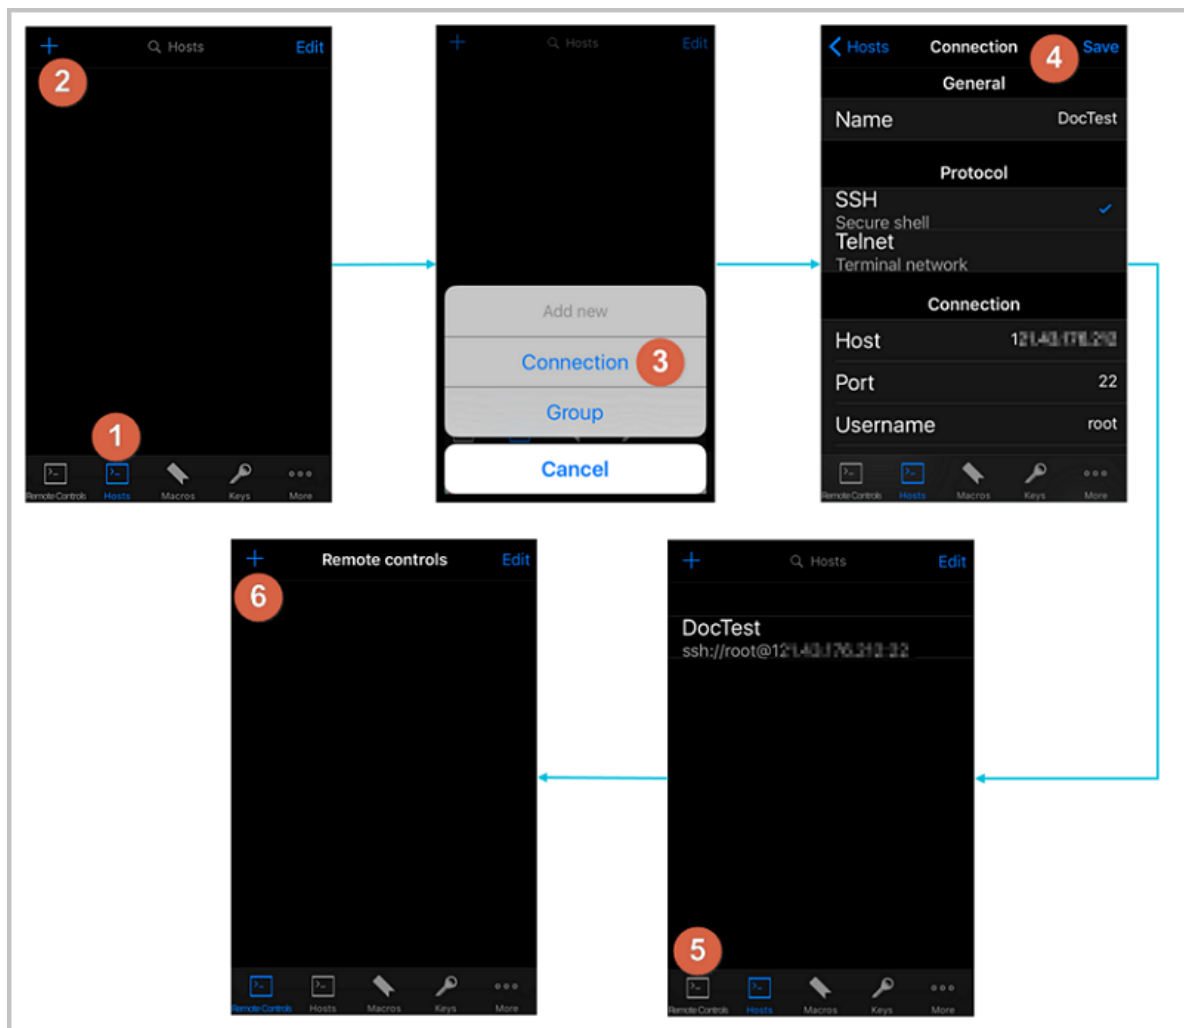 Hosts
Edit
2
1
Remote Controls
Hosts
Macros
Keys
More
Hosts
Edit
Add new
Connection
3
Group
Cancel
Hosts
Connection
4
Save
General
Name
DocTest
Protocol
SSH
Secure shell
Telnet
Terminal network
Connection
Host
Port
22
Username
root
Remote Controls
Hosts
Macros
Keys
More
Remote controls
Edit
6
Remote Controls
Hosts
Macros
Keys
More
Hosts
Edit
DocTest
ssh://root@
5
Remote Controls
Hosts
Macros
Keys
More